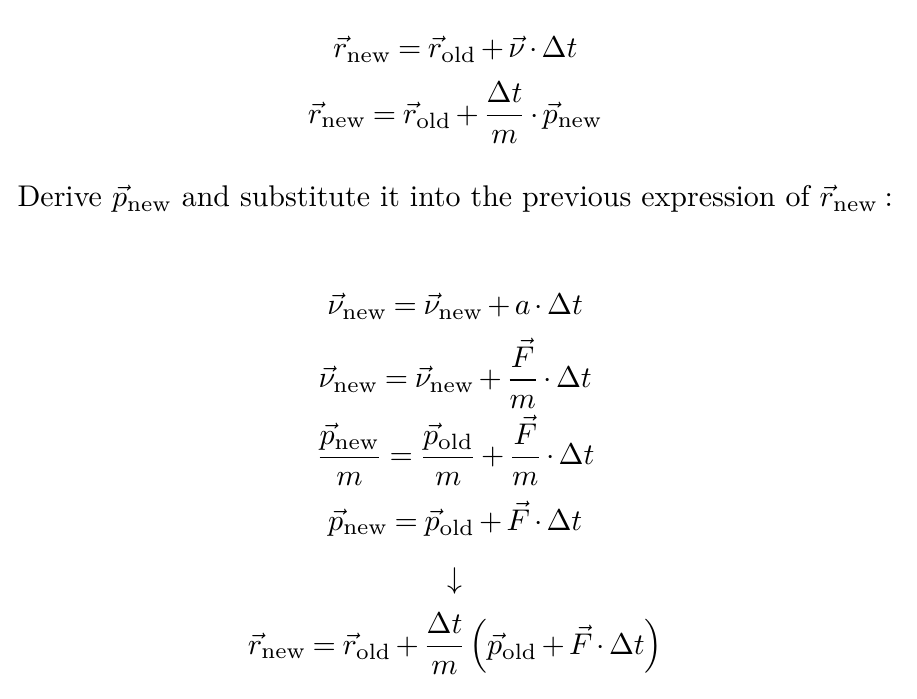 $\vec{r}_{\text{new}} = \vec{r}_{\text{old}} + \vec{\nu} \cdot \Delta t$
$\vec{r}_{\text{new}} = \vec{r}_{\text{old}} + \frac{\Delta t}{m} \cdot \vec{p}_{\text{new}}$
Derive $\vec{p}_{\text{new}}$ and substitute it into the previous expression of $\vec{r}_{\text{new}}$ :
$\vec{\nu}_{\text{new}} = \vec{\nu}_{\text{new}} + a \cdot \Delta t$
$\vec{\nu}_{\text{new}} = \vec{\nu}_{\text{new}} + \frac{\vec{F}}{m} \cdot \Delta t$
$\frac{\vec{p}_{\text{new}}}{m} = \frac{\vec{p}_{\text{old}}}{m} + \frac{\vec{F}}{m} \cdot \Delta t$
$\vec{p}_{\text{new}} = \vec{p}_{\text{old}} + \vec{F} \cdot \Delta t$
$\downarrow$
$\vec{r}_{\text{new}} = \vec{r}_{\text{old}} + \frac{\Delta t}{m} \left( \vec{p}_{\text{old}} + \vec{F} \cdot \Delta t \right)$